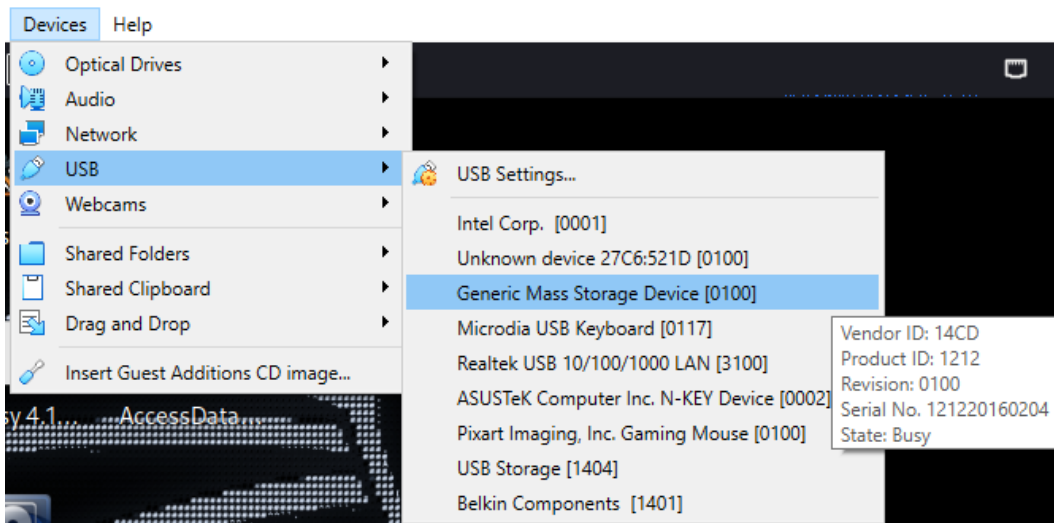 Devices Help
Optical Drives
Audio
Network
USB
Webcams
Shared Folders
Shared Clipboard
Drag and Drop
Insert Guest Additions CD image...
USB Settings...
Intel Corp. [0001]
Unknown device 27C6:521D [0100]
Generic Mass Storage Device [0100]
Microdia USB Keyboard [0117]
Realtek USB 10/100/1000 LAN [3100]
ASUSTeK Computer Inc. N-KEY Device [0002]
Pixart Imaging, Inc. Gaming Mouse [0100]
USB Storage [1404]
Belkin Components [1401]
Vendor ID: 14CD
Product ID: 1212
Revision: 0100
Serial No. 121220160204
State: Busy
sy 4.1... AccessData...